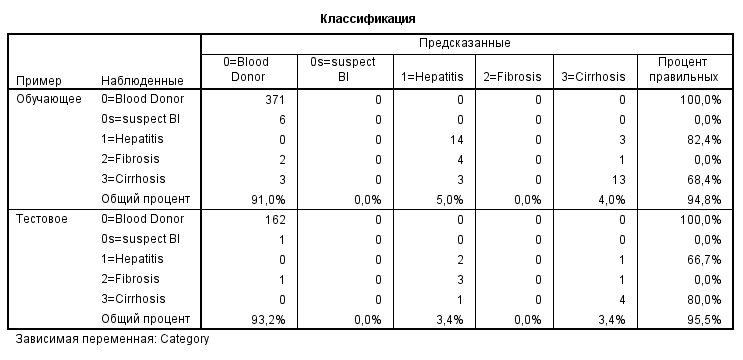 Классификация
Предсказанные
Пример Наблюденные 0=Blood Donor 0s=suspect Bl 1=Hepatitis 2=Fibrosis 3=Cirrhosis Процент правильных
Обучающее 0=Blood Donor 371 0 0 0 0 100,0%
0s=suspect Bl 6 0 0 0 0 0,0%
1=Hepatitis 0 0 14 0 3 82,4%
2=Fibrosis 2 0 4 0 1 0,0%
3=Cirrhosis 3 0 3 0 13 68,4%
Общий процент 91,0% 0,0% 5,0% 0,0% 4,0% 94,8%
Тестовое 0=Blood Donor 162 0 0 0 0 100,0%
0s=suspect Bl 1 0 0 0 0 0,0%
1=Hepatitis 0 0 2 0 1 66,7%
2=Fibrosis 1 0 3 0 1 0,0%
3=Cirrhosis 0 0 1 0 4 80,0%
Общий процент 93,2% 0,0% 3,4% 0,0% 3,4% 95,5%
Зависимая переменная: Category